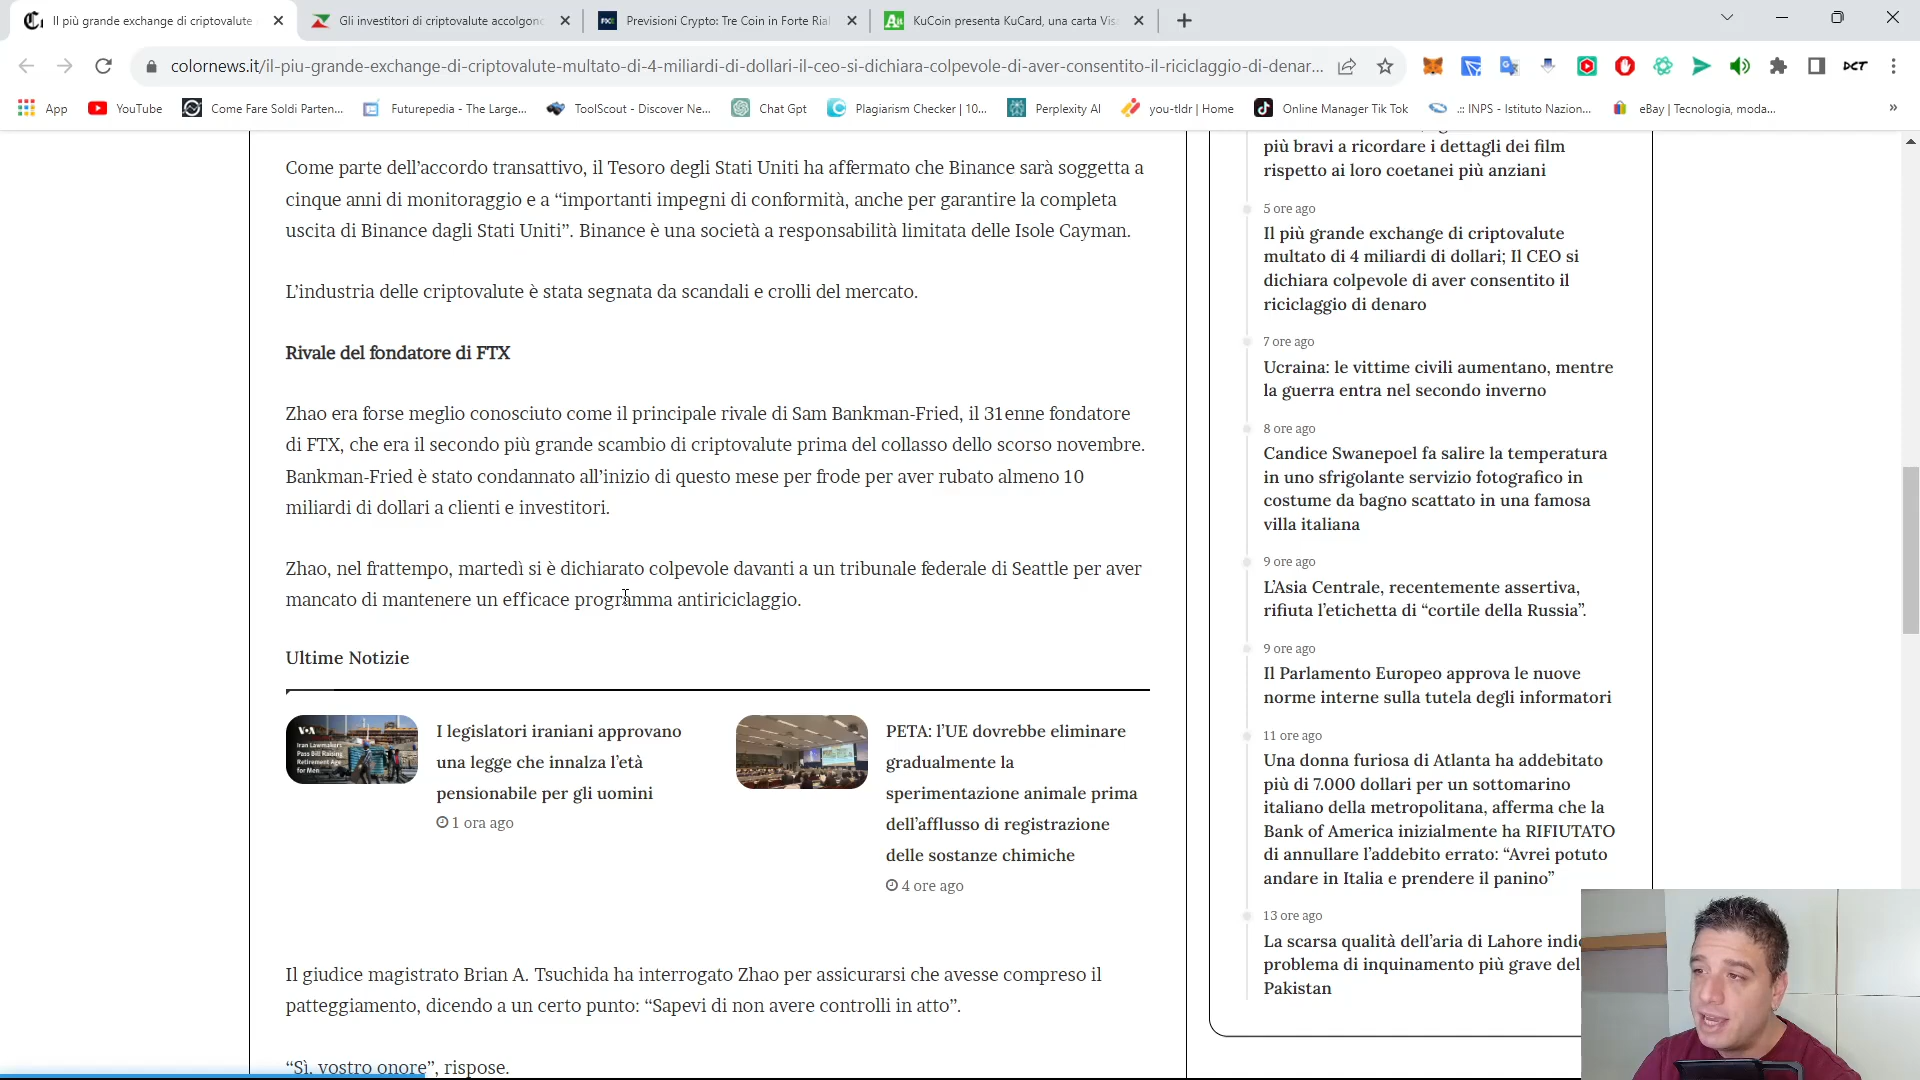 Il più grande exchange di criptovalute
Gli investitori di criptovalute accolgono
Previsioni Crypto: Tre Coin in Forte Rial
KuCoin presenta KuCard, una carta Vis
colornews.it/il-piu-grande-exchange-di-criptovalute-multato-di-4-miliardi-di-dollari-il-ceo-si-dichiara-colpevole-di-aver-consentito-il-riciclaggio-di-denar...
DCT
App
YouTube
Come Fare Soldi Parten...
Futurepedia - The Large...
ToolScout - Discover Ne...
Chat Gpt
Plagiarism Checker | 10...
Perplexity AI
you-tldr | Home
Online Manager Tik Tok
.:: INPS - Istituto Nazion...
eBay | Tecnologia, moda...
»
Come parte dell’accordo transattivo, il Tesoro degli Stati Uniti ha affermato che Binance sarà soggetta a
cinque anni di monitoraggio e a “importanti impegni di conformità, anche per garantire la completa
uscita di Binance dagli Stati Uniti”. Binance è una società a responsabilità limitata delle Isole Cayman.
L’industria delle criptovalute è stata segnata da scandali e crolli del mercato.
Rivale del fondatore di FTX
Zhao era forse meglio conosciuto come il principale rivale di Sam Bankman-Fried, il 31enne fondatore
di FTX, che era il secondo più grande scambio di criptovalute prima del collasso dello scorso novembre.
Bankman-Fried è stato condannato all’inizio di questo mese per frode per aver rubato almeno 10
miliardi di dollari a clienti e investitori.
Zhao, nel frattempo, martedì si è dichiarato colpevole davanti a un tribunale federale di Seattle per aver
mancato di mantenere un efficace programma antiriciclaggio.
Ultime Notizie
VOA
Iran Lawmakers
Pass Bill Raising
Retirement Age
for Men
I legislatori iraniani approvano
una legge che innalza l’età
pensionabile per gli uomini
1 ora ago
PETA: l’UE dovrebbe eliminare
gradualmente la
sperimentazione animale prima
dell’afflusso di registrazione
delle sostanze chimiche
4 ore ago
Il giudice magistrato Brian A. Tsuchida ha interrogato Zhao per assicurarsi che avesse compreso il
patteggiamento, dicendo a un certo punto: “Sapevi di non avere controlli in atto”.
“Sì, vostro onore”, rispose.
più bravi a ricordare i dettagli dei film
rispetto ai loro coetanei più anziani
5 ore ago
Il più grande exchange di criptovalute
multato di 4 miliardi di dollari; Il CEO si
dichiara colpevole di aver consentito il
riciclaggio di denaro
7 ore ago
Ucraina: le vittime civili aumentano, mentre
la guerra entra nel secondo inverno
8 ore ago
Candice Swanepoel fa salire la temperatura
in uno sfrigolante servizio fotografico in
costume da bagno scattato in una famosa
villa italiana
9 ore ago
L’Asia Centrale, recentemente assertiva,
rifiuta l’etichetta di “cortile della Russia”.
9 ore ago
Il Parlamento Europeo approva le nuove
norme interne sulla tutela degli informatori
11 ore ago
Una donna furiosa di Atlanta ha addebitato
più di 7.000 dollari per un sottomarino
italiano della metropolitana, afferma che la
Bank of America inizialmente ha RIFIUTATO
di annullare l’addebito errato: “Avrei potuto
andare in Italia e prendere il panino”
13 ore ago
La scarsa qualità dell’aria di Lahore indic
problema di inquinamento più grave del
Pakistan